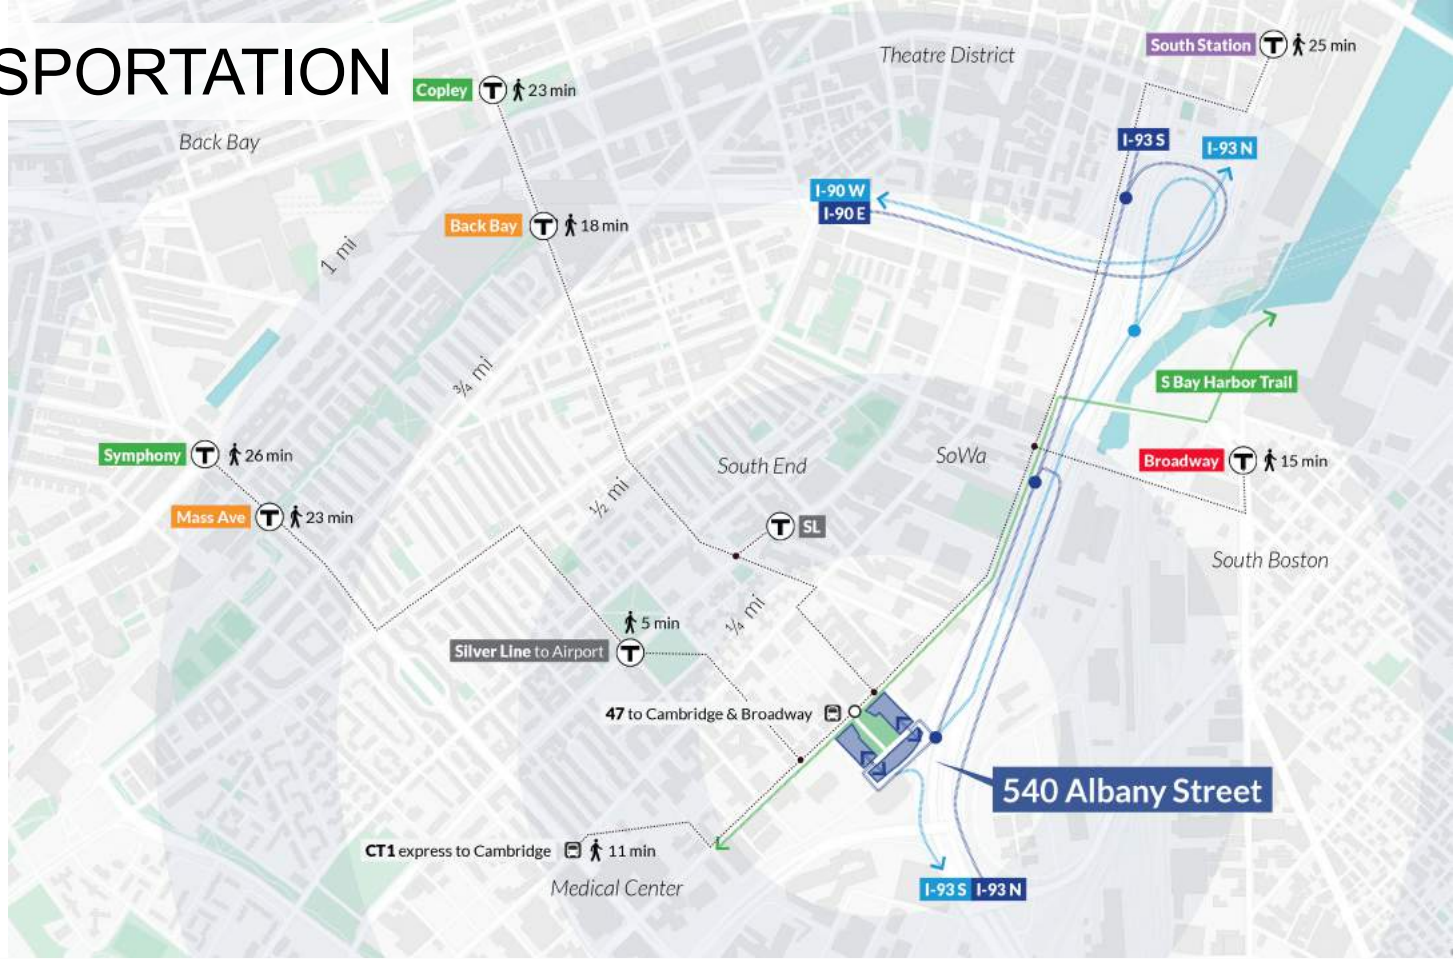 SPORTATION
Theatre District
South Station T 25 min
Copley T 23 min
Back Bay
I-93 S
I-93 N
I-90 W
I-90 E
Back Bay T 18 min
1 mi
¾ mi
S Bay Harbor Trail
Symphony T 26 min
South End
SoWa
Broadway T 15 min
Mass Ave T 23 min
½ mi
T SL
South Boston
¼ mi
5 min
Silver Line to Airport T
47 to Cambridge & Broadway
540 Albany Street
CT1 express to Cambridge 11 min
Medical Center
I-93 S I-93 N